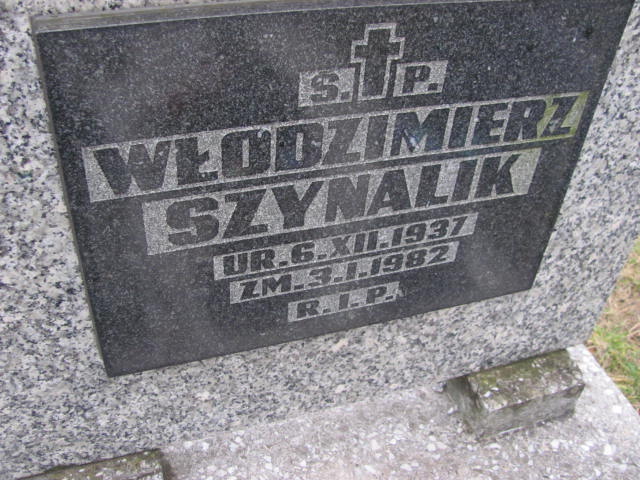 S. P.
WŁODZIMIERZ
SZYNALIK
UR. 6. XII. 1937
ZM. 3. I. 1982
R. I. P.